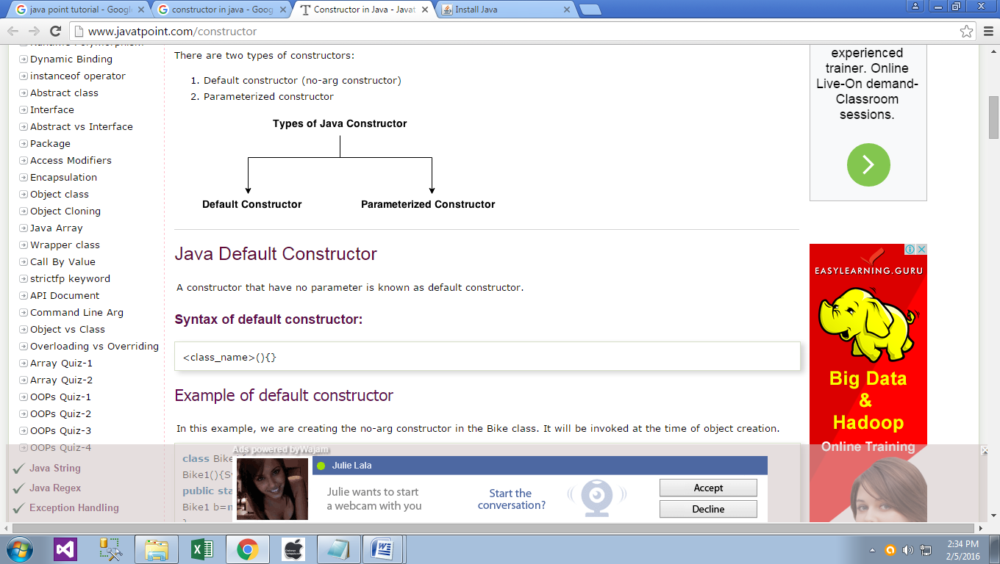 java point tutorial - Googl
constructor in java - Goog
Constructor in Java - Javat
Install Java
www.javatpoint.com/constructor
Dynamic Binding
instanceof operator
Abstract class
Interface
Abstract vs Interface
Package
Access Modifiers
Encapsulation
Object class
Object Cloning
Java Array
Wrapper class
Call By Value
strictfp keyword
API Document
Command Line Arg
Object vs Class
Overloading vs Overriding
Array Quiz-1
Array Quiz-2
OOPs Quiz-1
OOPs Quiz-2
OOPs Quiz-3
OOPs Quiz-4
Java String
Java Regex
Exception Handling
There are two types of constructors:
1. Default constructor (no-arg constructor)
2. Parameterized constructor
Types of Java Constructor
Default Constructor
Parameterized Constructor
Java Default Constructor
A constructor that have no parameter is known as default constructor.
Syntax of default constructor:
<class_name>(){}
Example of default constructor
In this example, we are creating the no-arg constructor in the Bike class. It will be invoked at the time of object creation.
class Bike
Bike1(){S
public sta
Bike1 b=n
}
Ads powered byWajam
Julie Lala
Julie wants to start
a webcam with you
Start the
conversation?
Accept
Decline
experienced
trainer. Online
Live-On demand-
Classroom
sessions.
EASYLEARNING.GURU
Big Data
&
Hadoop
Online Training
2:34 PM
2/5/2016